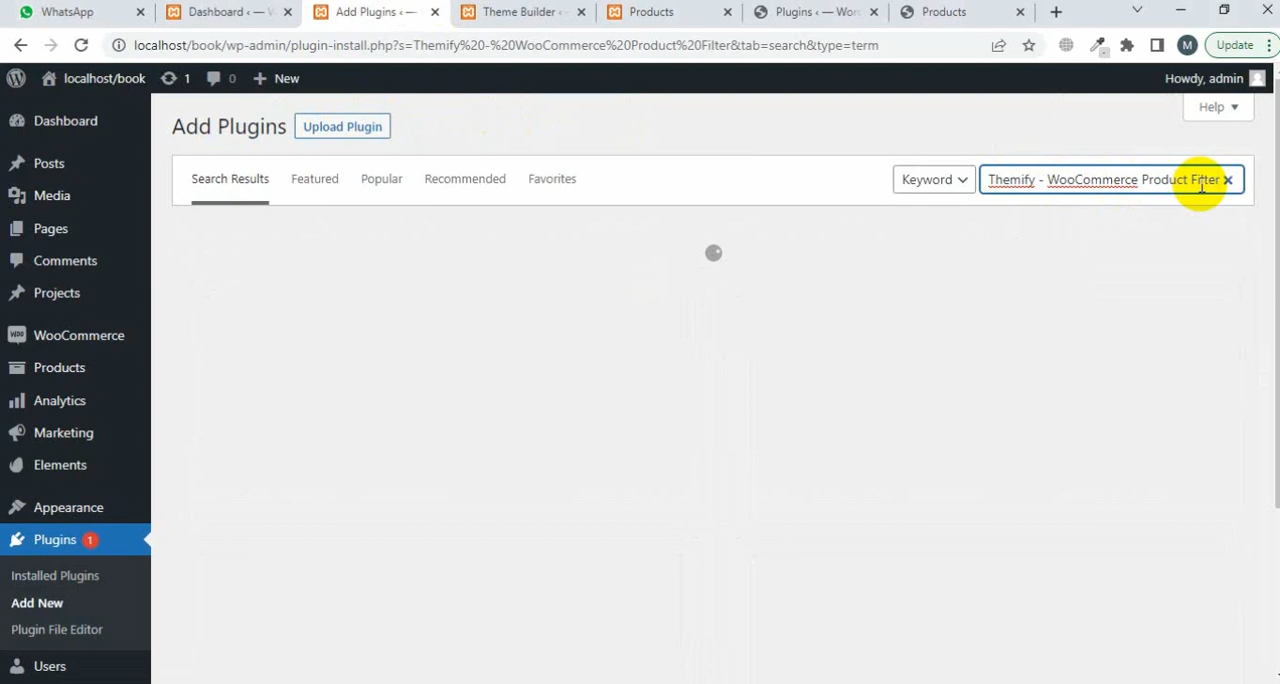 WhatsApp
Dashboard ‹ — W
Add Plugins ‹ —
Theme Builder ‹
Products
Plugins ‹ — Wor
Products
localhost/book/wp-admin/plugin-install.php?s=Themify%20-%20WooCommerce%20Product%20Filter&tab=search&type=term
M
Update
localhost/book
1
0
New
Howdy, admin
Dashboard
Posts
Media
Pages
Comments
Projects
WooCommerce
Products
Analytics
Marketing
Elements
Appearance
Plugins 1
Installed Plugins
Add New
Plugin File Editor
Users
Help
Add Plugins
Upload Plugin
Search Results
Featured
Popular
Recommended
Favorites
Keyword
Themify - WooCommerce Product Filter